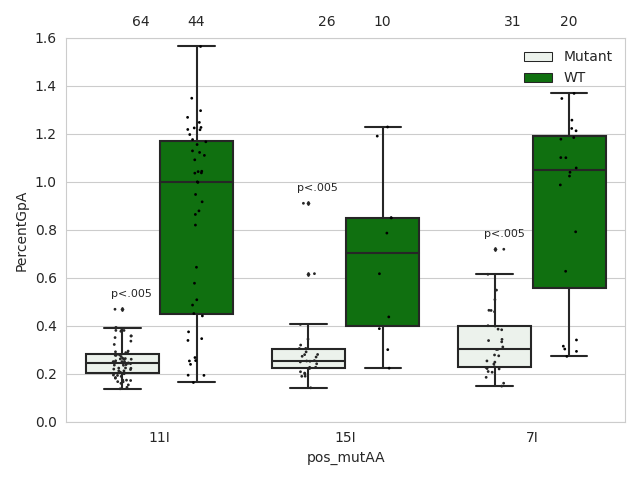 64 44 26 10 31 20
1.6
Mutant
WT
1.4
1.2
1.0
0.8
0.6
0.4
0.2
0.0
PercentGpA
p<.005
p<.005
p<.005
11I 15I 7I
pos_mutAA